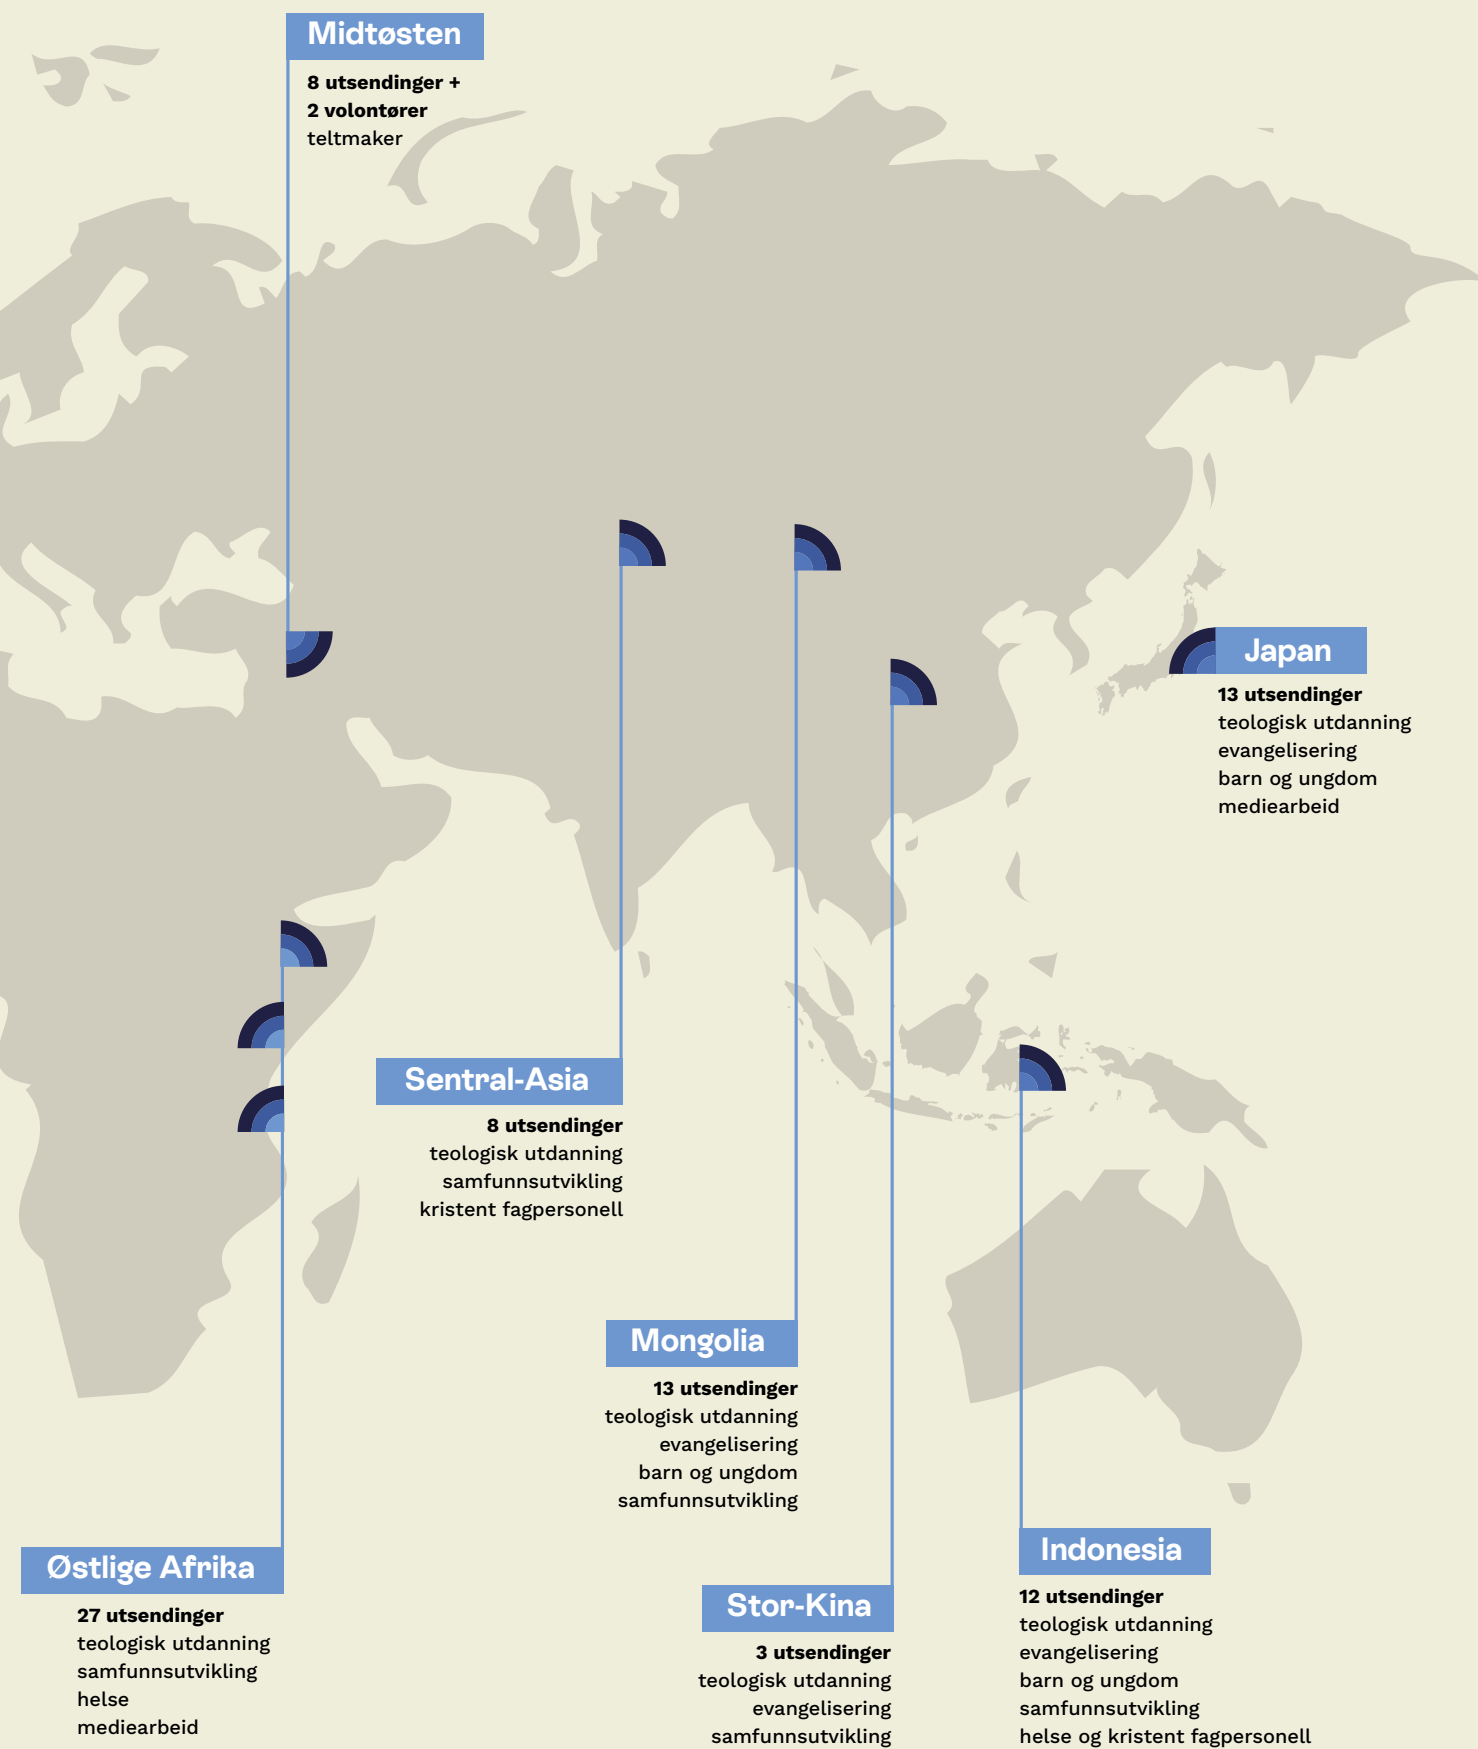 Midtøsten
8 utsendinger +
2 volontører
teltmaker
Japan
13 utsendinger
teologisk utdanning
evangelisering
barn og ungdom
mediearbeid
Sentral-Asia
8 utsendinger
teologisk utdanning
samfunnsutvikling
kristent fagpersonell
Mongolia
13 utsendinger
teologisk utdanning
evangelisering
barn og ungdom
samfunnsutvikling
Østlige Afrika
27 utsendinger
teologisk utdanning
samfunnsutvikling
helse
mediearbeid
Stor-Kina
3 utsendinger
teologisk utdanning
evangelisering
samfunnsutvikling
Indonesia
12 utsendinger
teologisk utdanning
evangelisering
barn og ungdom
samfunnsutvikling
helse og kristent fagpersonell